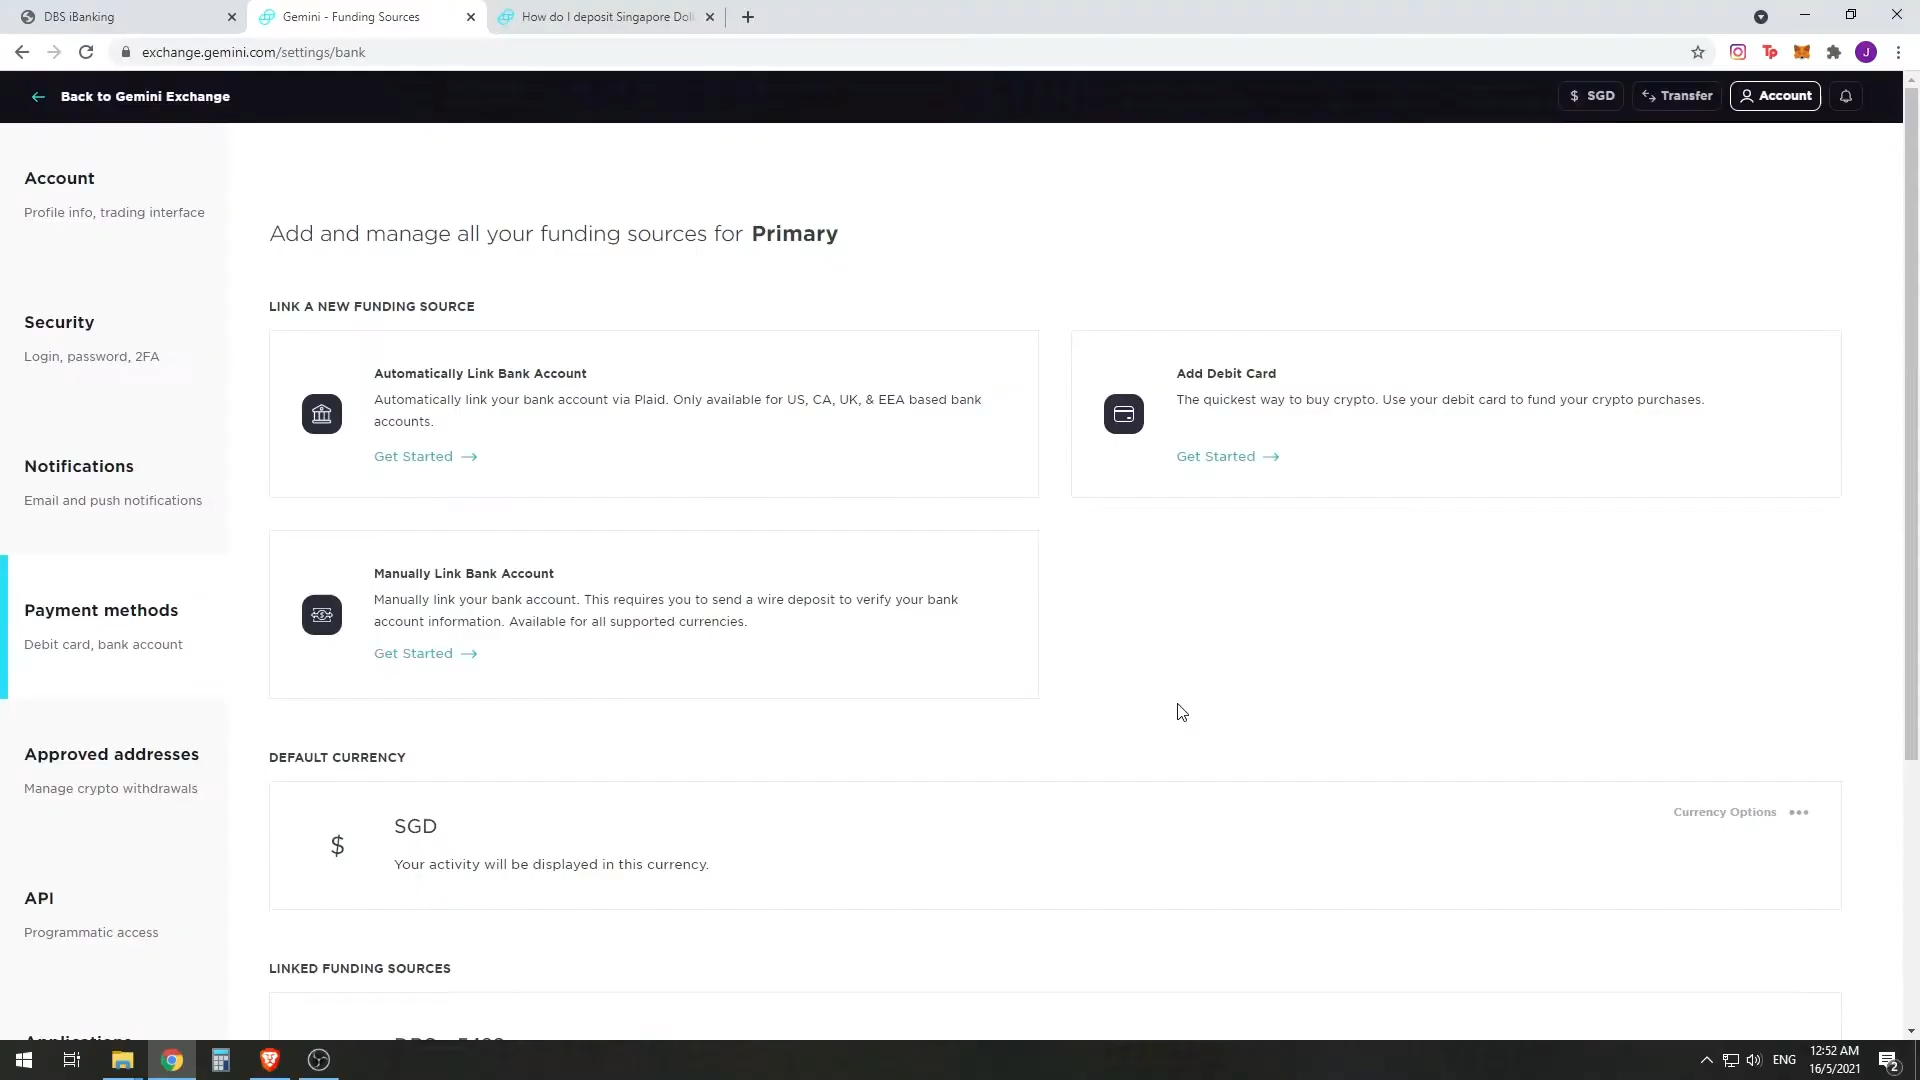 DBS iBanking
Gemini - Funding Sources
How do I deposit Singapore Doll
exchange.gemini.com/settings/bank
Tp
J
Back to Gemini Exchange
$ SGD
Transfer
Account
Account
Profile info, trading interface
Security
Login, password, 2FA
Notifications
Email and push notifications
Payment methods
Debit card, bank account
Approved addresses
Manage crypto withdrawals
API
Programmatic access
Add and manage all your funding sources for Primary
LINK A NEW FUNDING SOURCE
Automatically Link Bank Account
Automatically link your bank account via Plaid. Only available for US, CA, UK, & EEA based bank
accounts.
Get Started →
Add Debit Card
The quickest way to buy crypto. Use your debit card to fund your crypto purchases.
Get Started →
Manually Link Bank Account
Manually link your bank account. This requires you to send a wire deposit to verify your bank
account information. Available for all supported currencies.
Get Started →
DEFAULT CURRENCY
$
SGD
Your activity will be displayed in this currency.
Currency Options •••
LINKED FUNDING SOURCES
ENG
12:52 AM
16/5/2021
2